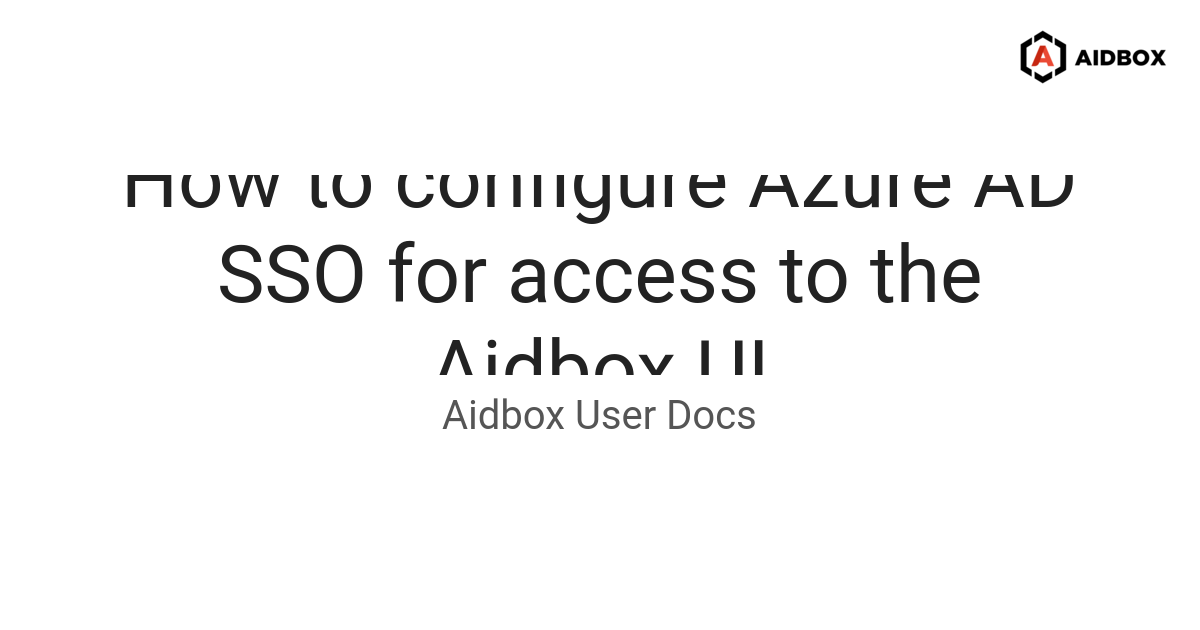 AIDBOX
How to configure Azure AD
SSO for access to the
Aidbox UI
Aidbox User Docs